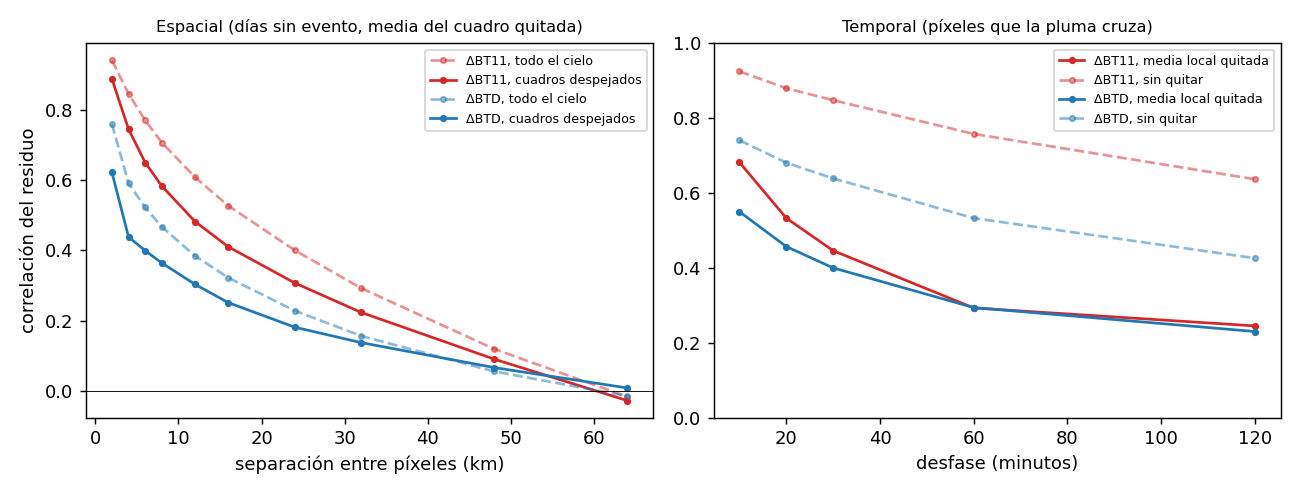 Espacial (días sin evento, media del cuadro quitada)
ΔBT11, todo el cielo
ΔBT11, cuadros despejados
ΔBTD, todo el cielo
ΔBTD, cuadros despejados
correlación del residuo
0.8
0.6
0.4
0.2
0.0
0 10 20 30 40 50 60
separación entre píxeles (km)
Temporal (píxeles que la pluma cruza)
ΔBT11, media local quitada
ΔBT11, sin quitar
ΔBTD, media local quitada
ΔBTD, sin quitar
1.0
0.8
0.6
0.4
0.2
0.0
20 40 60 80 100 120
desfase (minutos)